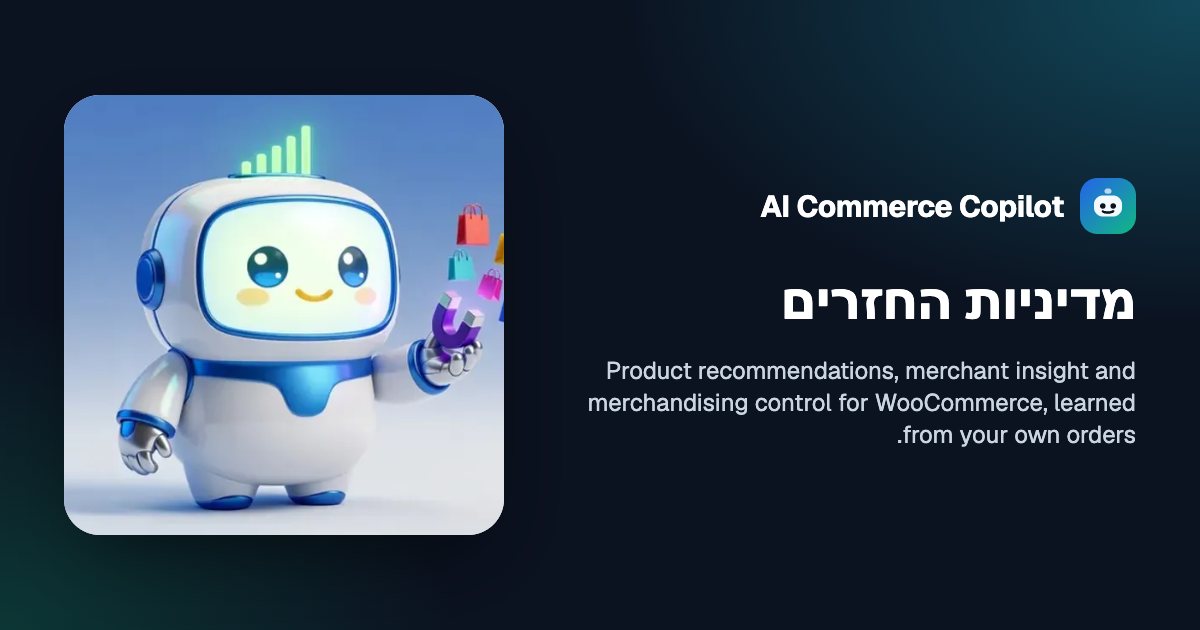 AI Commerce Copilot
מדיניות החזרים
Product recommendations, merchant insight and
merchandising control for WooCommerce, learned
.from your own orders